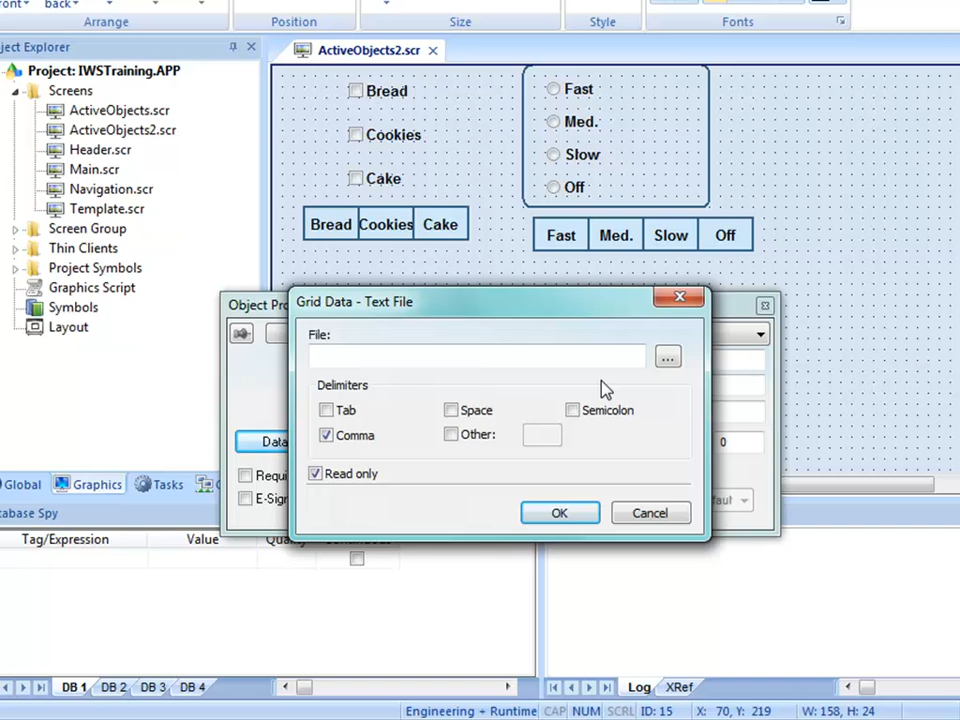 ront
back
Arrange
Position
Size
Style
Fonts
ject Explorer
ActiveObjects2.scr
Project: IWSTraining.APP
Screens
ActiveObjects.scr
ActiveObjects2.scr
Header.scr
Main.scr
Navigation.scr
Template.scr
Screen Group
Thin Clients
Project Symbols
Graphics Script
Symbols
Layout
Bread
Cookies
Cake
Bread Cookies Cake
Fast
Med.
Slow
Off
Fast Med. Slow Off
Object Pro
Grid Data - Text File
File:
...
Delimiters
Tab
Space
Semicolon
Comma
Other:
Read only
OK
Cancel
Data
Requi
E-Sign
0
Global
Graphics
Tasks
tabase Spy
Tag/Expression
Value
DB 1
DB 2
DB 3
DB 4
Log
XRef
Engineering + Runtime
CAP
NUM
SCRL
ID: 15
X: 70, Y: 219
W: 158, H: 24